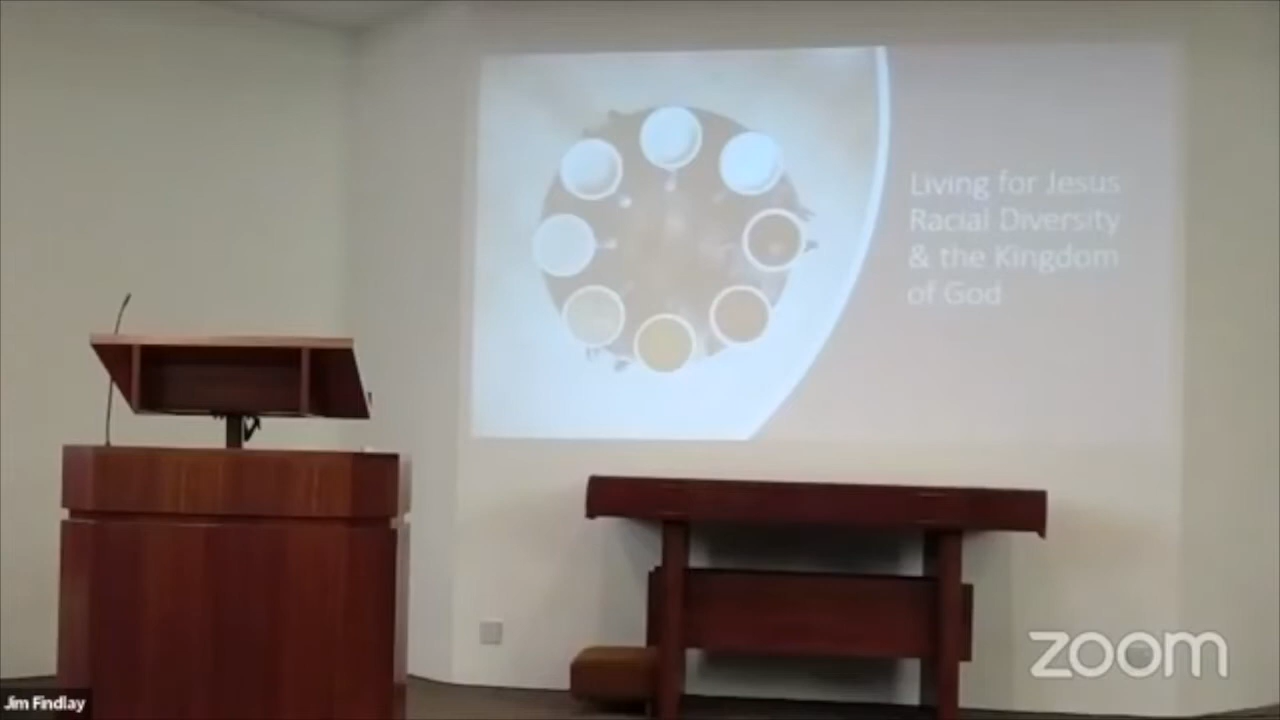 Living for Jesus
Racial Diversity
& the Kingdom
of God
zoom
Jim Findlay